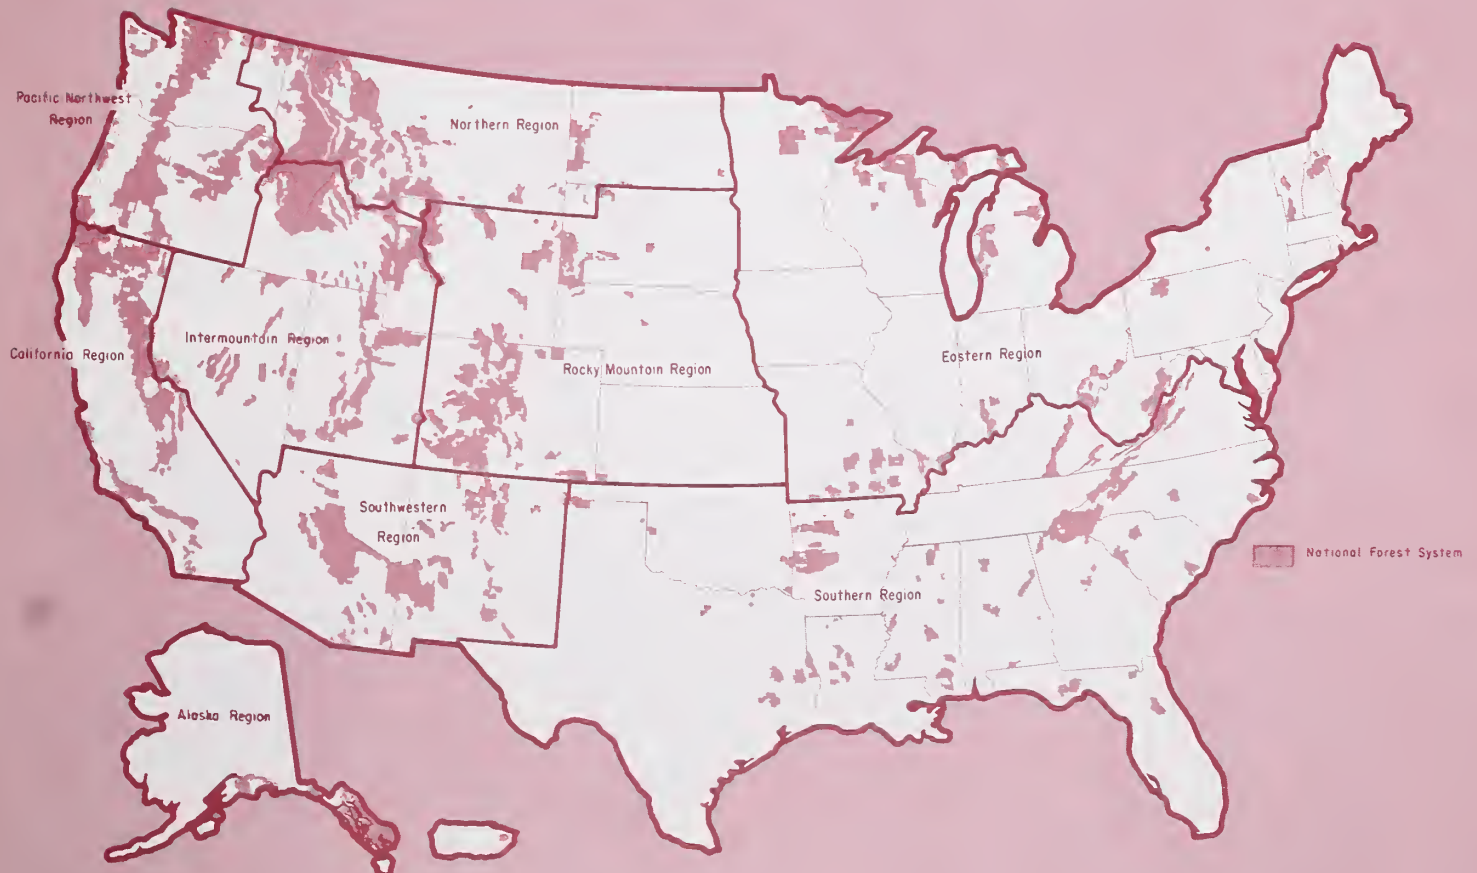 Pacific Northwest
Region
Northern Region
Intermountain Region
California Region
Rocky Mountain Region
Eastern Region
Southwestern
Region
National Forest System
Southern Region
Alaska Region